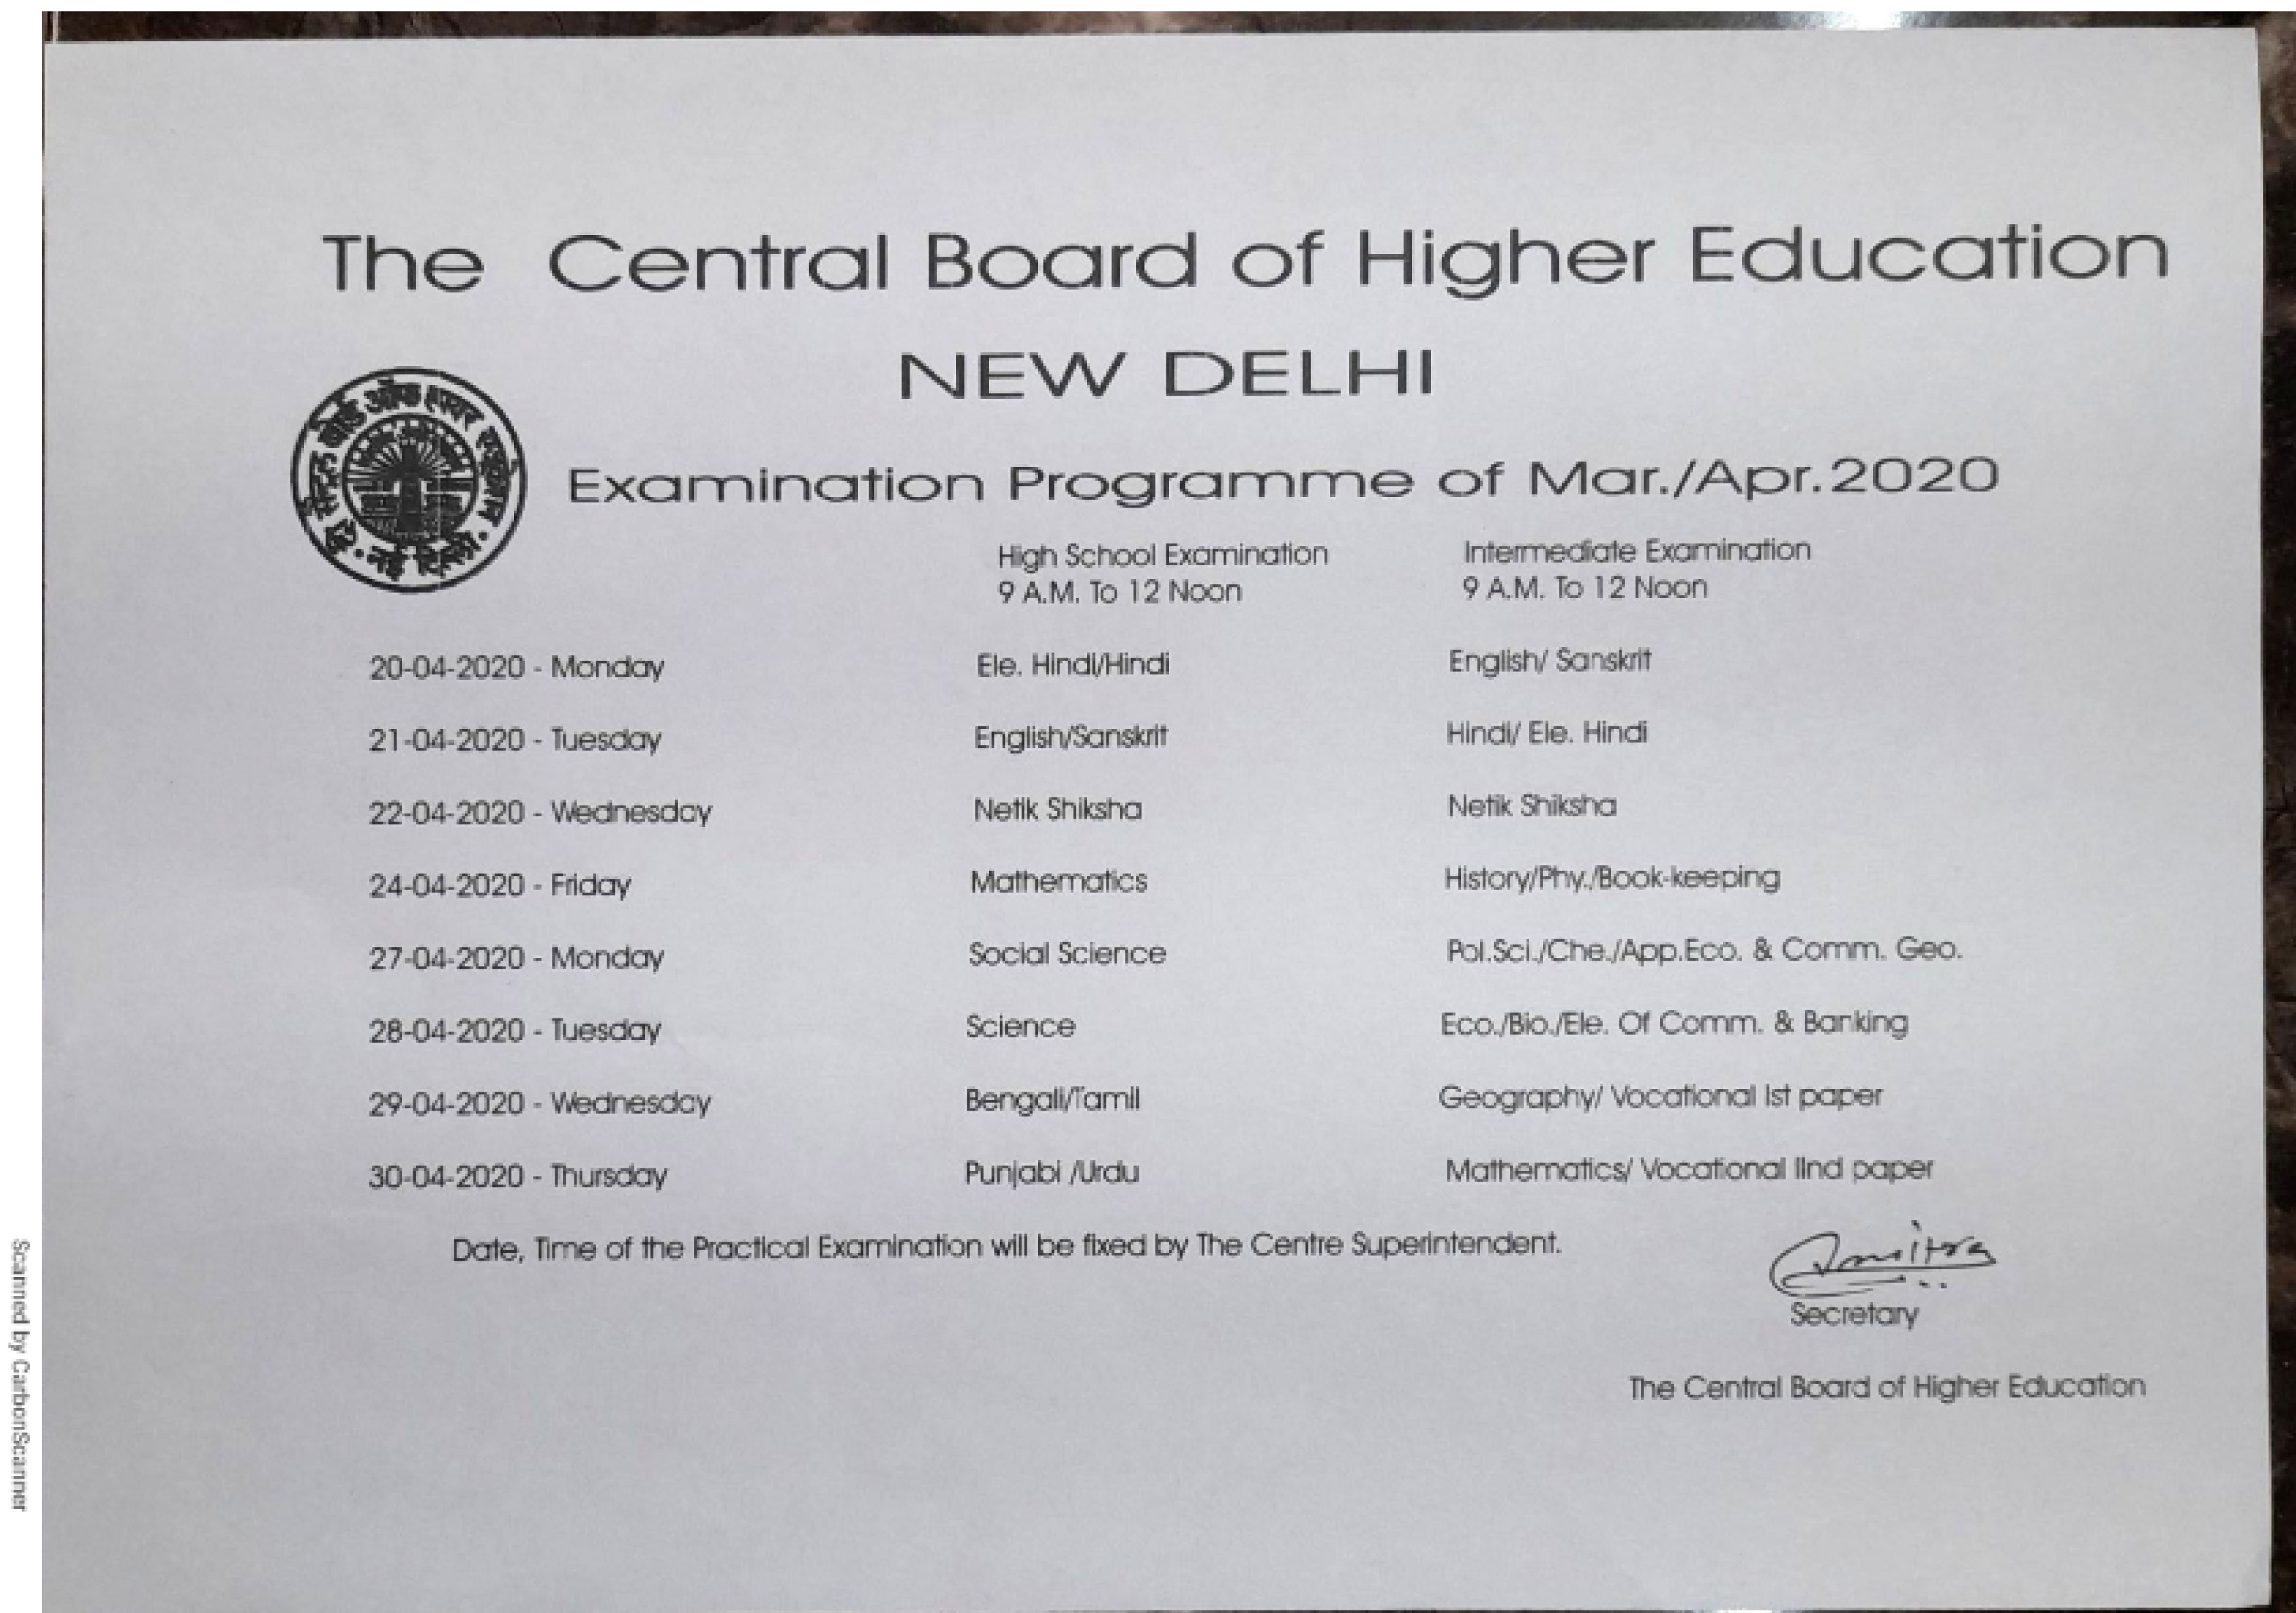 The Central Board of Higher Education
NEW DELHI
दी सेन्ट्रल बोर्ड ऑफ हायर एजुकेशन • नई दिल्ली •
Examination Programme of Mar./Apr.2020
High School Examination Intermediate Examination
9 A.M. To 12 Noon 9 A.M. To 12 Noon
20-04-2020 - Monday Ele. Hindi/Hindi English/ Sanskrit
21-04-2020 - Tuesday English/Sanskrit Hindi/ Ele. Hindi
22-04-2020 - Wednesday Netik Shiksha Netik Shiksha
24-04-2020 - Friday Mathematics History/Phy./Book-keeping
27-04-2020 - Monday Social Science Pol.Sci./Che./App.Eco. & Comm. Geo.
28-04-2020 - Tuesday Science Eco./Bio./Ele. Of Comm. & Banking
29-04-2020 - Wednesday Bengali/Tamil Geography/ Vocational Ist paper
30-04-2020 - Thursday Punjabi /Urdu Mathematics/ Vocational IInd paper
Date, Time of the Practical Examination will be fixed by The Centre Superintendent.
Secretary
The Central Board of Higher Education
Scanned by CarbonScanner